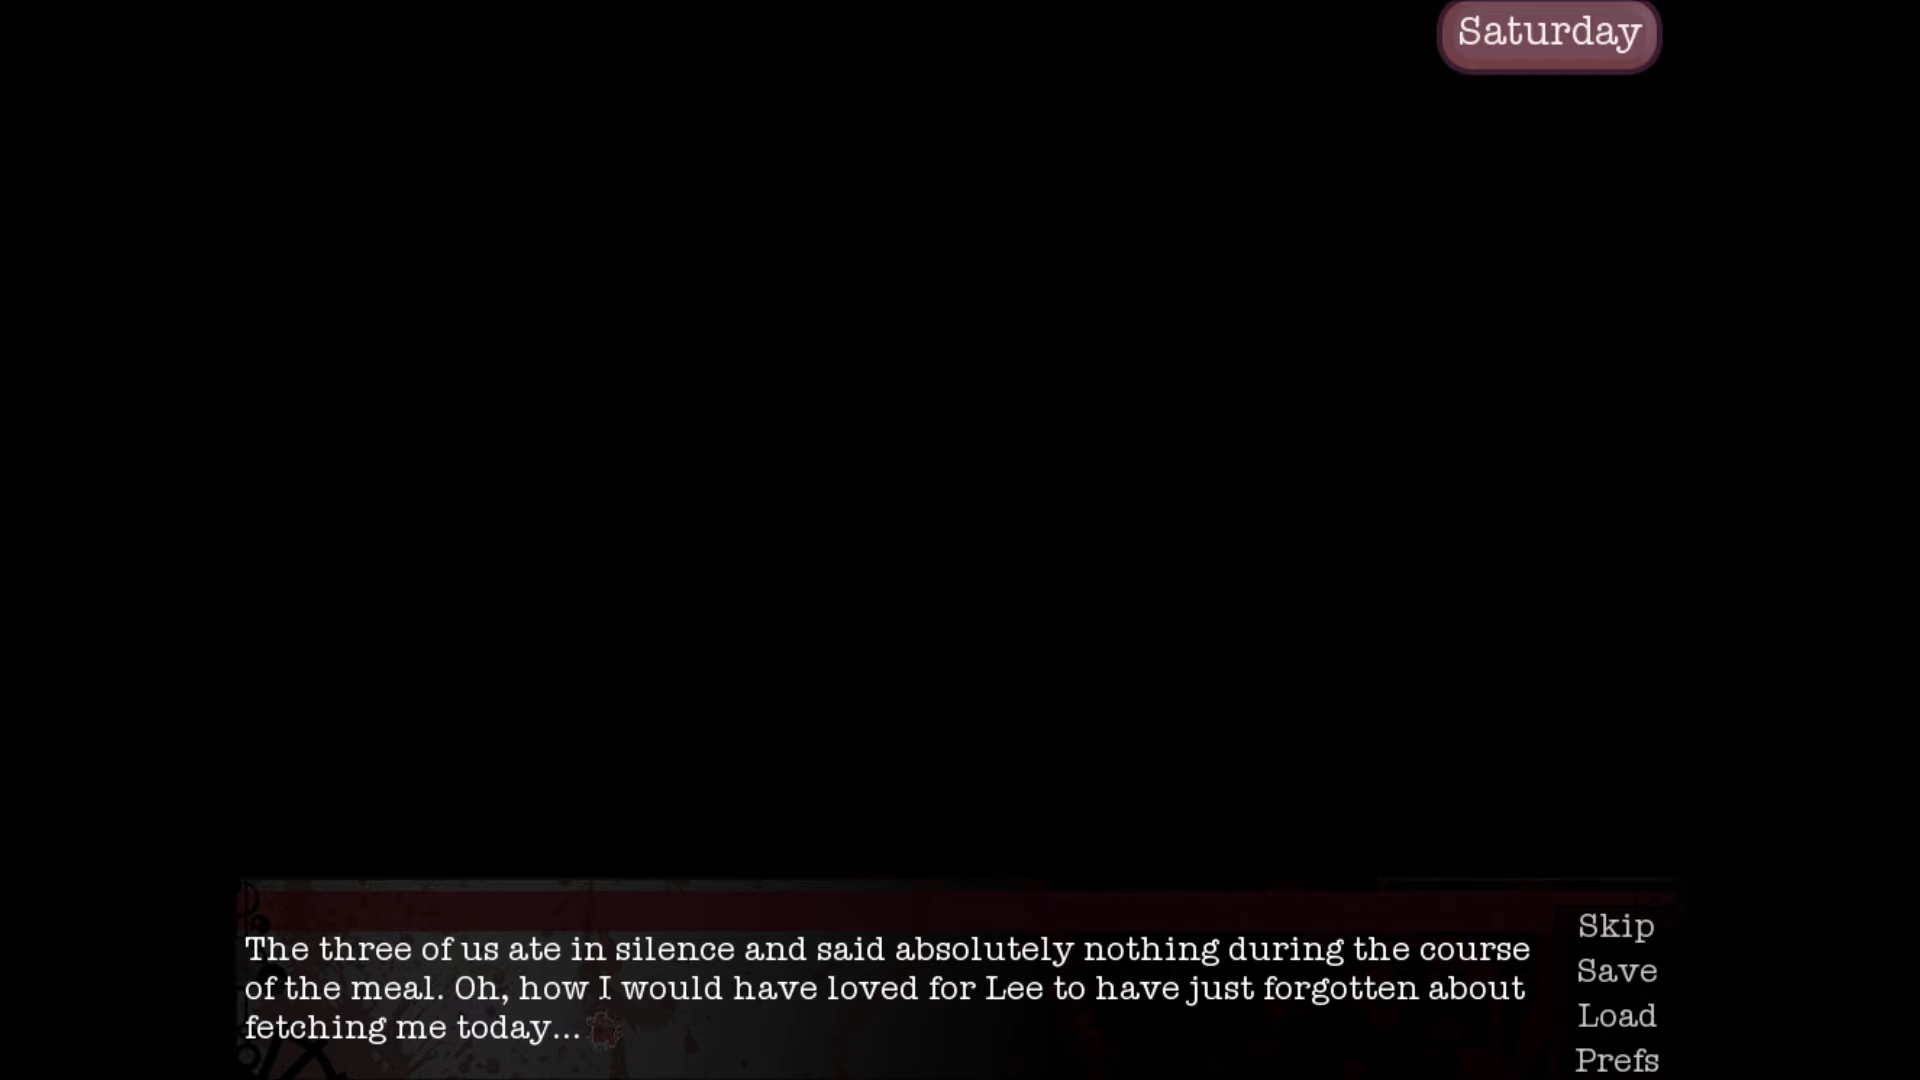 Saturday
The three of us ate in silence and said absolutely nothing during the course
of the meal. Oh, how I would have loved for Lee to have just forgotten about
fetching me today...
Skip
Save
Load
Prefs